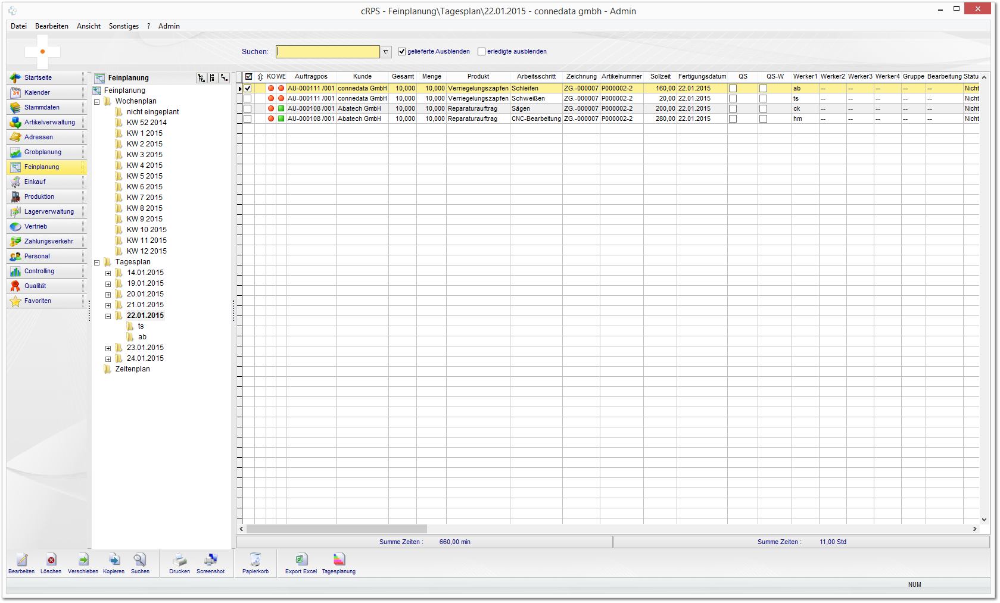 cRPS - Feinplanung\Tagesplan\22.01.2015 - connedata gmbh - Admin
Datei Bearbeiten Ansicht Sonstiges ? Admin
Suchen: gelieferte Ausblenden erledigte ausblenden
Startseite
Kalender
Stammdaten
Artikelverwaltung
Adressen
Grobplanung
Feinplanung
Einkauf
Produktion
Lagerverwaltung
Vertrieb
Zahlungsverkehr
Personal
Controlling
Qualität
Favoriten
Feinplanung
Feinplanung
Wochenplan
nicht eingeplant
KW 52 2014
KW 1 2015
KW 2 2015
KW 3 2015
KW 4 2015
KW 5 2015
KW 6 2015
KW 7 2015
KW 8 2015
KW 9 2015
KW 10 2015
KW 11 2015
KW 12 2015
Tagesplan
14.01.2015
19.01.2015
20.01.2015
21.01.2015
22.01.2015
ts
ab
23.01.2015
24.01.2015
Zeitenplan
KO WE Auftragpos Kunde Gesamt Menge Produkt Arbeitsschritt Zeichnung Artikelnummer Sollzeit Fertigungsdatum QS QS-W Werker1 Werker2 Werker3 Werker4 Gruppe Bearbeitung Statu
AU-000111 /001 connedata GmbH 10,000 10,000 Verriegelungszapfen Schleifen ZG.-000007 P000002-2 160,00 22.01.2015 ab -- -- -- -- -- Nicht
AU-000111 /001 connedata GmbH 10,000 10,000 Verriegelungszapfen Schweißen ZG.-000007 P000002-2 20,00 22.01.2015 ts -- -- -- -- -- Nicht
AU-000108 /001 Abatech GmbH 10,000 10,000 Reparaturauftrag Sägen ZG.-000007 P000002-2 200,00 22.01.2015 ck -- -- -- -- -- Nicht
AU-000108 /001 Abatech GmbH 10,000 10,000 Reparaturauftrag CNC-Bearbeitung ZG.-000007 P000002-2 280,00 22.01.2015 hm -- -- -- -- -- Nicht
Summe Zeiten : 660,00 min Summe Zeiten : 11,00 Std
Bearbeiten Löschen Verschieben Kopieren Suchen Drucken Screenshot Papierkorb Export Excel Tagesplanung
NUM